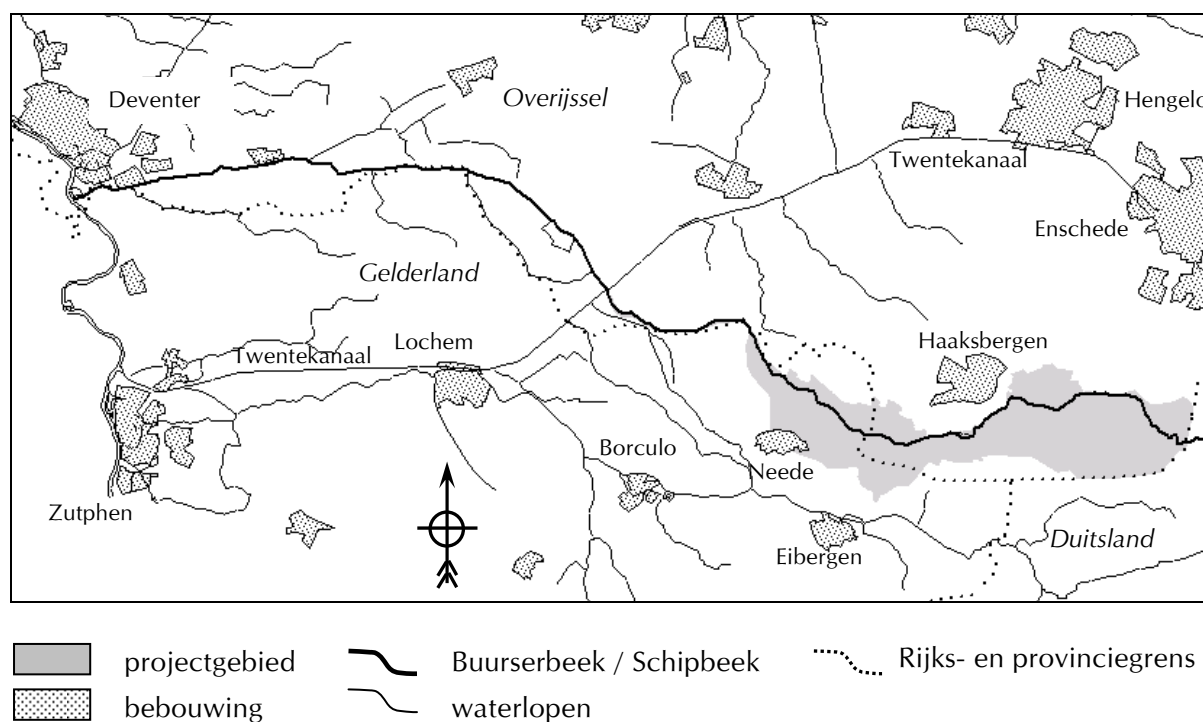 Deventer
Overijssel
Hengelo
Twentekanaal
Enschede
Gelderland
Haaksbergen
Twentekanaal
Lochem
Borculo
Neede
Zutphen
Eibergen
Duitsland
projectgebied
Buurserbeek / Schipbeek
Rijks- en provinciegrens
bebouwing
waterlopen